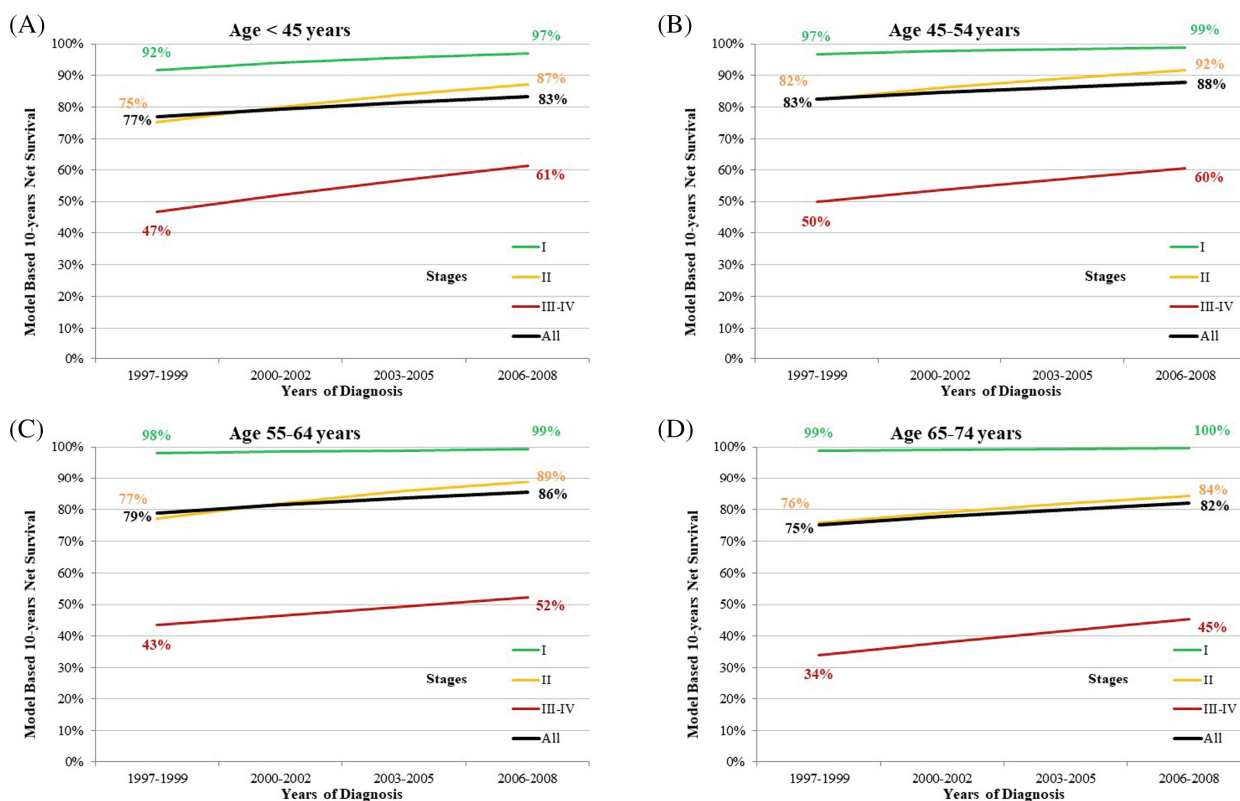 (A)
Age < 45 years
Model Based 10-years Net Survival
100%
90%
80%
70%
60%
50%
40%
30%
20%
10%
0%
92%
97%
75%
87%
77%
83%
47%
61%
Stages
I
II
III-IV
All
1997-1999
2000-2002
2003-2005
2006-2008
Years of Diagnosis
(B)
Age 45-54 years
Model Based 10-years Net Survival
100%
90%
80%
70%
60%
50%
40%
30%
20%
10%
0%
97%
99%
82%
92%
83%
88%
50%
60%
Stages
I
II
III-IV
All
1997-1999
2000-2002
2003-2005
2006-2008
Years of Diagnosis
(C)
Age 55-64 years
Model Based 10-years Net Survival
100%
90%
80%
70%
60%
50%
40%
30%
20%
10%
0%
98%
99%
77%
89%
79%
86%
43%
52%
Stages
I
II
III-IV
All
1997-1999
2000-2002
2003-2005
2006-2008
Years of Diagnosis
(D)
Age 65-74 years
Model Based 10-years Net Survival
100%
90%
80%
70%
60%
50%
40%
30%
20%
10%
0%
99%
100%
76%
84%
75%
82%
34%
45%
Stages
I
II
III-IV
All
1997-1999
2000-2002
2003-2005
2006-2008
Years of Diagnosis